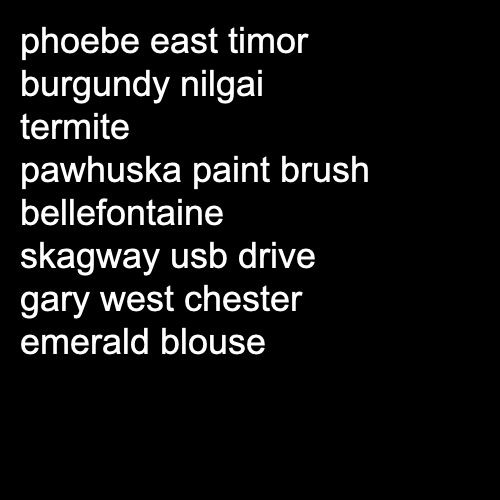 phoebe east timor
burgundy nilgai
termite
pawhuska paint brush
bellefontaine
skagway usb drive
gary west chester
emerald blouse